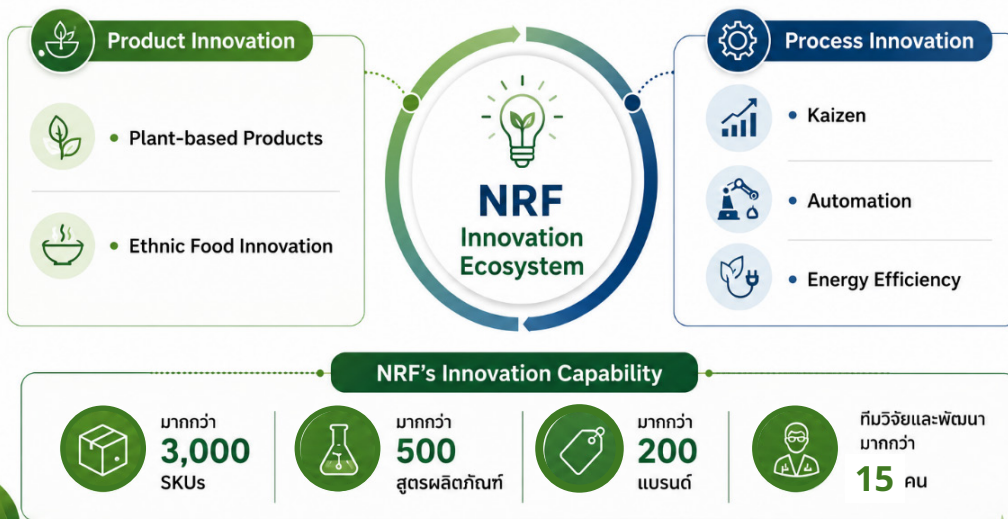 Product Innovation
• Plant-based Products
• Ethnic Food Innovation
NRF
Innovation
Ecosystem
Process Innovation
• Kaizen
• Automation
• Energy Efficiency
NRF's Innovation Capability
มากกว่า
3,000
SKUs
มากกว่า
500
สูตรผลิตภัณฑ์
มากกว่า
200
แบรนด์
ทีมวิจัยและพัฒนา
มากกว่า
15 คน